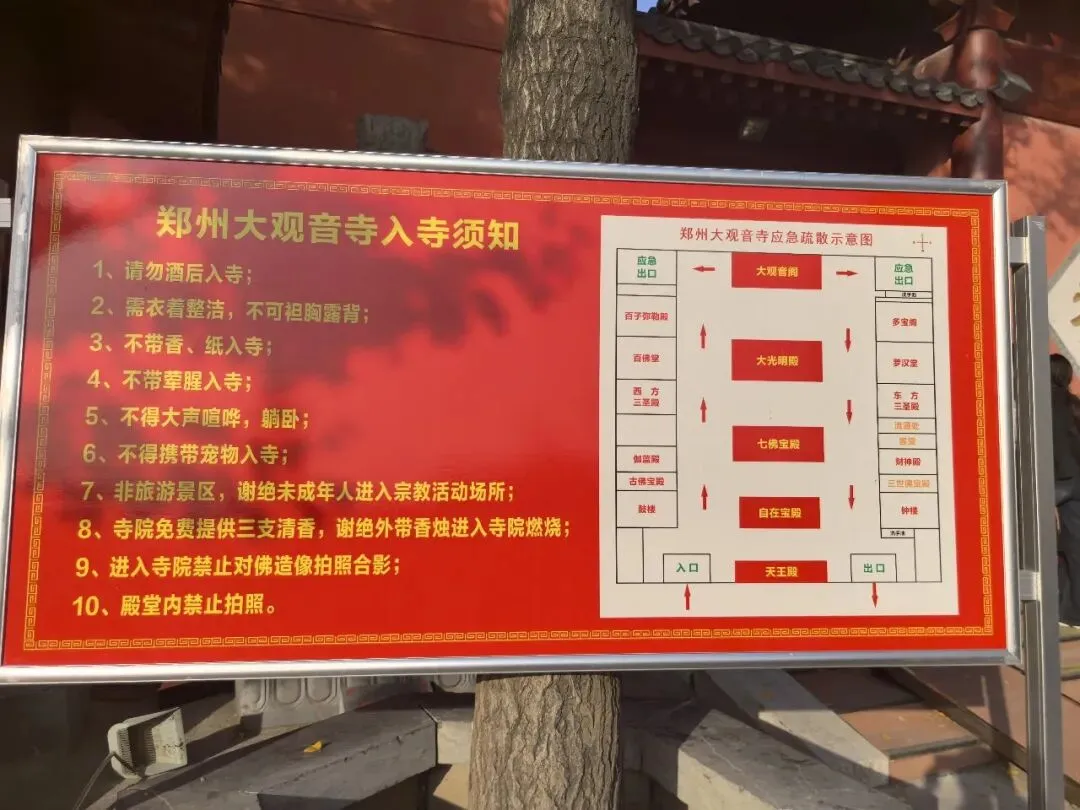 郑州大观音寺入寺须知
1、请勿酒后入寺；
2、需衣着整洁，不可袒胸露背；
3、不带香、纸入寺；
4、不带荤腥入寺；
5、不得大声喧哗，躺卧；
6、不得携带宠物入寺；
7、非旅游景区，谢绝未成年人进入宗教活动场所；
8、寺院免费提供三支清香，谢绝外带香烛进入寺院燃烧；
9、进入寺院禁止对佛造像拍照合影；
10、殿堂内禁止拍照。
郑州大观音寺应急疏散示意图
应急
出口
百子弥勒殿
百佛堂
西 方
三圣殿
伽蓝殿
古佛宝殿
鼓楼
入口
大观音阁
大光明殿
七佛宝殿
自在宝殿
天王殿
应急
出口
多宝阁
罗汉堂
东 方
三圣殿
流通处
客堂
财神殿
三世佛宝殿
钟楼
出口